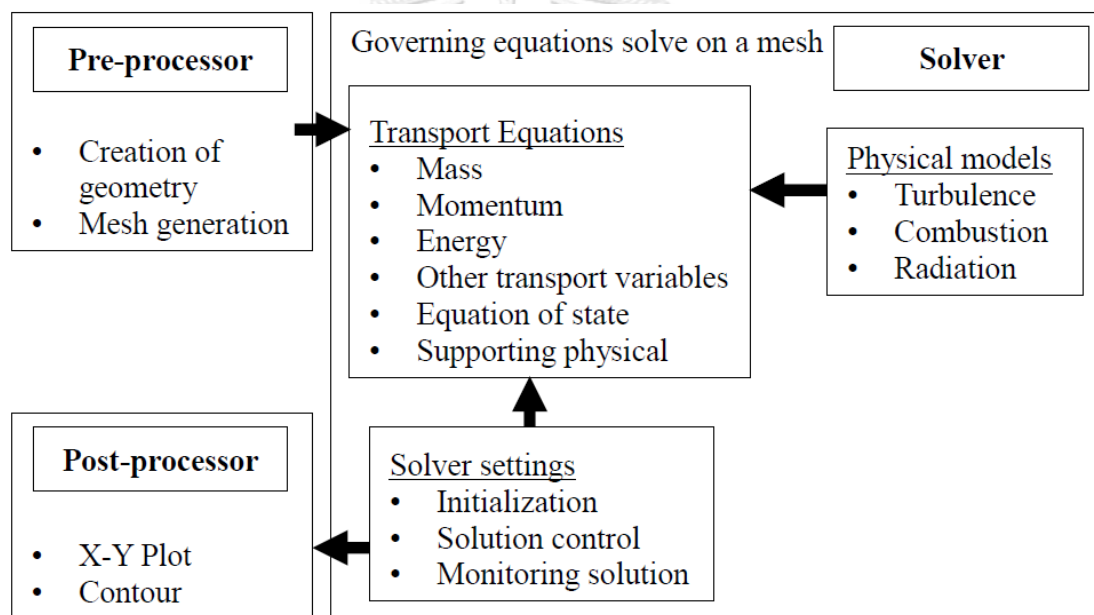 Pre-processor
• Creation of
geometry
• Mesh generation
Governing equations solve on a mesh
Solver
Transport Equations
• Mass
• Momentum
• Energy
• Other transport variables
• Equation of state
• Supporting physical
Physical models
• Turbulence
• Combustion
• Radiation
Solver settings
• Initialization
• Solution control
• Monitoring solution
Post-processor
• X-Y Plot
• Contour